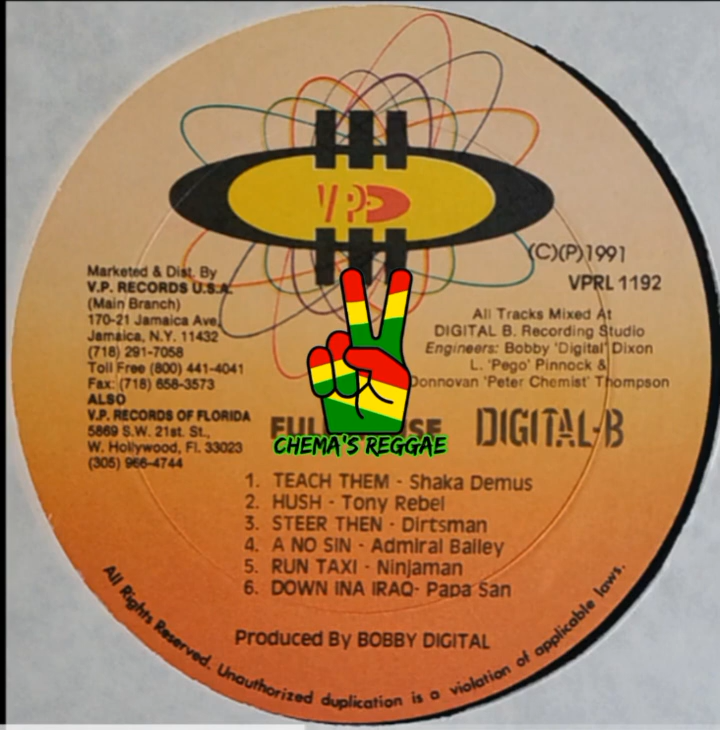 VP
(C)(P)1991
VPRL 1192
Marketed & Dist. By
V.P. RECORDS U.S.A.
(Main Branch)
170-21 Jamaica Ave,
Jamaica, N.Y. 11432
(718) 291-7058
Toll Free (800) 441-4041
Fax: (718) 658-3573
ALSO
V.P. RECORDS OF FLORIDA
5869 S.W. 21st. St.,
W. Hollywood, Fl. 33023
(305) 966-4744
All Tracks Mixed At
DIGITAL B. Recording Studio
Engineers: Bobby 'Digital' Dixon
L. 'Pego' Pinnock &
Donnovan 'Peter Chemist' Thompson
DIGITAL-B
CHEMA'S REGGAE
1. TEACH THEM - Shaka Demus
2. HUSH - Tony Rebel
3. STEER THEN - Dirtsman
4. A NO SIN - Admiral Bailey
5. RUN TAXI - Ninjaman
6. DOWN INA IRAQ- Papa San
Produced By BOBBY DIGITAL
All Rights Reserved. Unauthorized duplication is a violation of applicable laws.